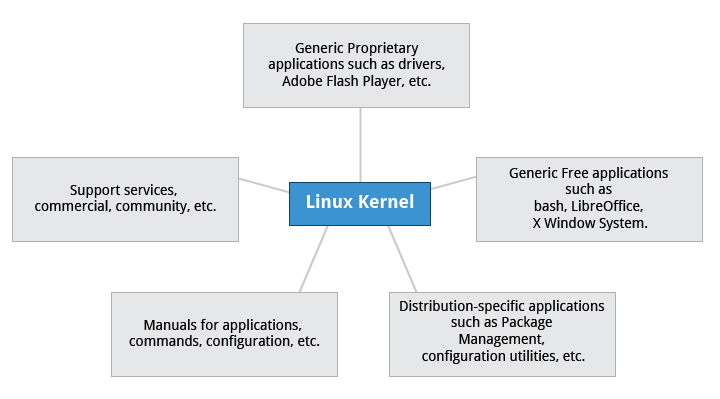 Generic Proprietary
applications such as drivers,
Adobe Flash Player, etc.
Support services,
commercial, community, etc.
Linux Kernel
Generic Free applications
such as
bash, LibreOffice,
X Window System.
Manuals for applications,
commands, configuration, etc.
Distribution-specific applications
such as Package
Management,
configuration utilities, etc.